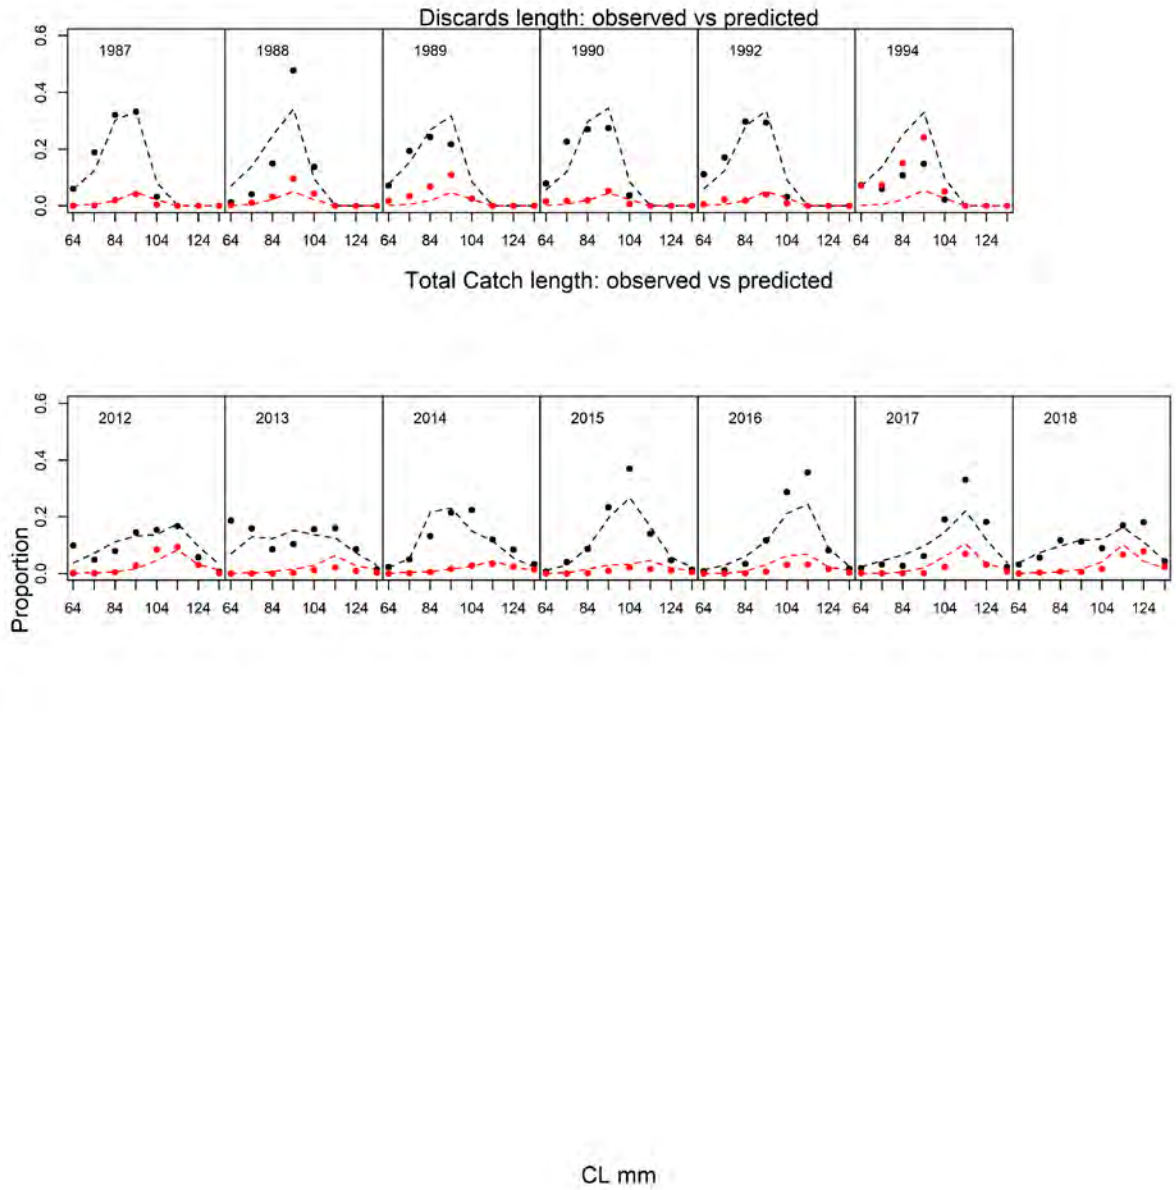 Discards length: observed vs predicted
0.6
0.4
0.2
0.0
1987 1988 1989 1990 1992 1994
64 84 104 124 64 84 104 124 64 84 104 124 64 84 104 124 64 84 104 124 64 84 104 124
Total Catch length: observed vs predicted
0.6
0.4
0.2
0.0
2012 2013 2014 2015 2016 2017 2018
64 84 104 124 64 84 104 124 64 84 104 124 64 84 104 124 64 84 104 124 64 84 104 124 64 84 104 124
Proportion
CL mm